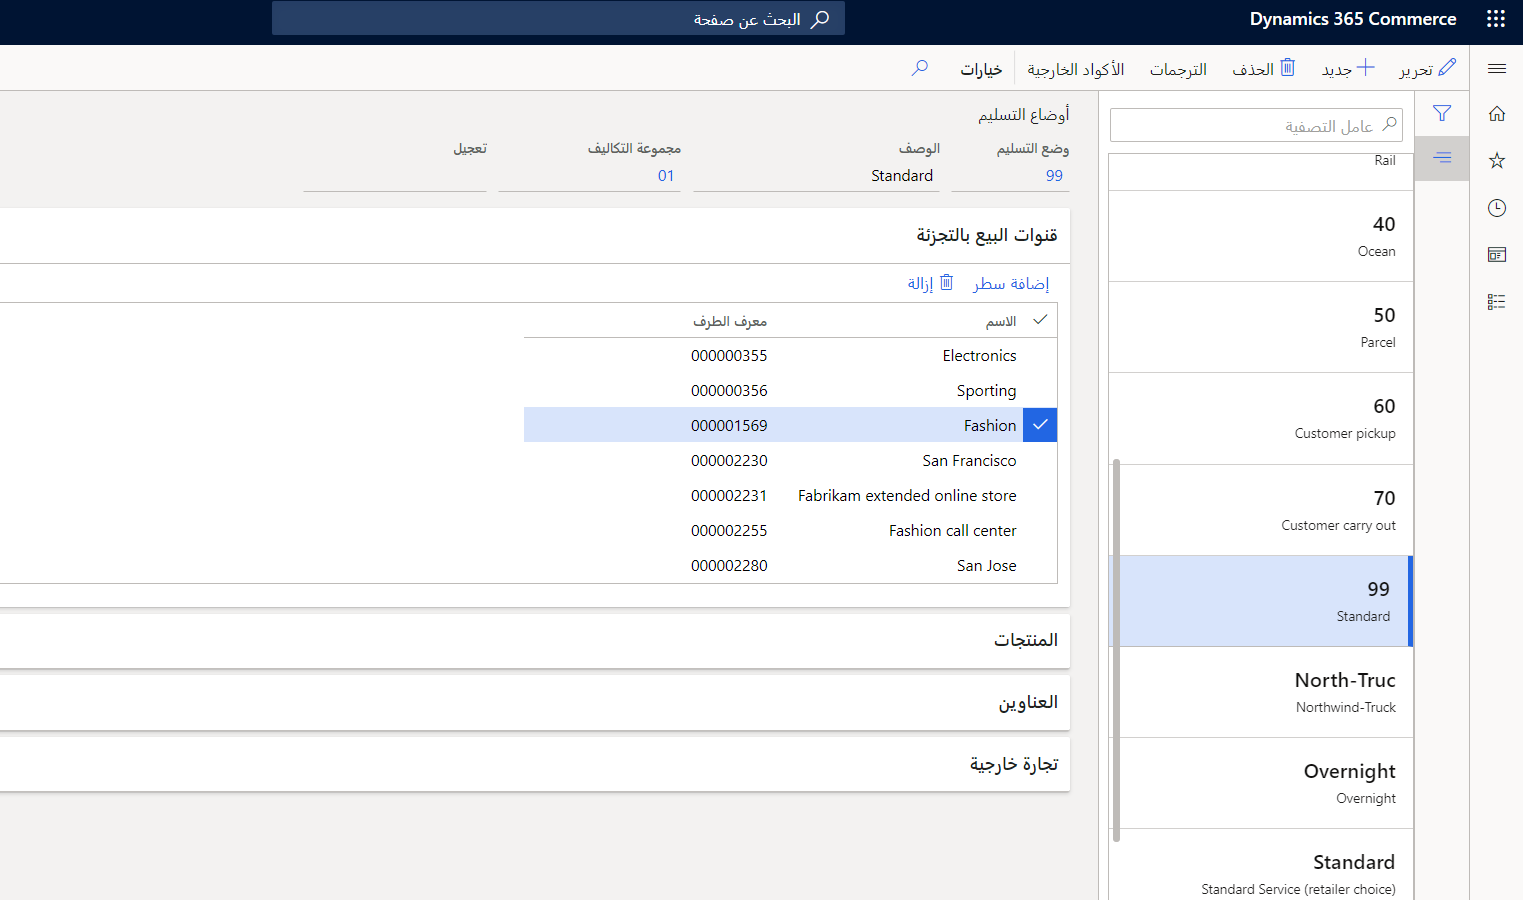 Dynamics 365 Commerce
البحث عن صفحة
تحرير
جديد
الحذف
الترجمات
الأكواد الخارجية
خيارات
عامل التصفية
Rail
40
Ocean
50
Parcel
60
Customer pickup
70
Customer carry out
99
Standard
North-Truc
Northwind-Truck
Overnight
Overnight
Standard
Standard Service (retailer choice)
أوضاع التسليم
وضع التسليم
99
الوصف
Standard
مجموعة التكاليف
01
تعجيل
قنوات البيع بالتجزئة
إضافة سطر
إزالة
الاسم معرف الطرف
Electronics 000000355
Sporting 000000356
Fashion 000001569
San Francisco 000002230
Fabrikam extended online store 000002231
Fashion call center 000002255
San Jose 000002280
المنتجات
العناوين
تجارة خارجية